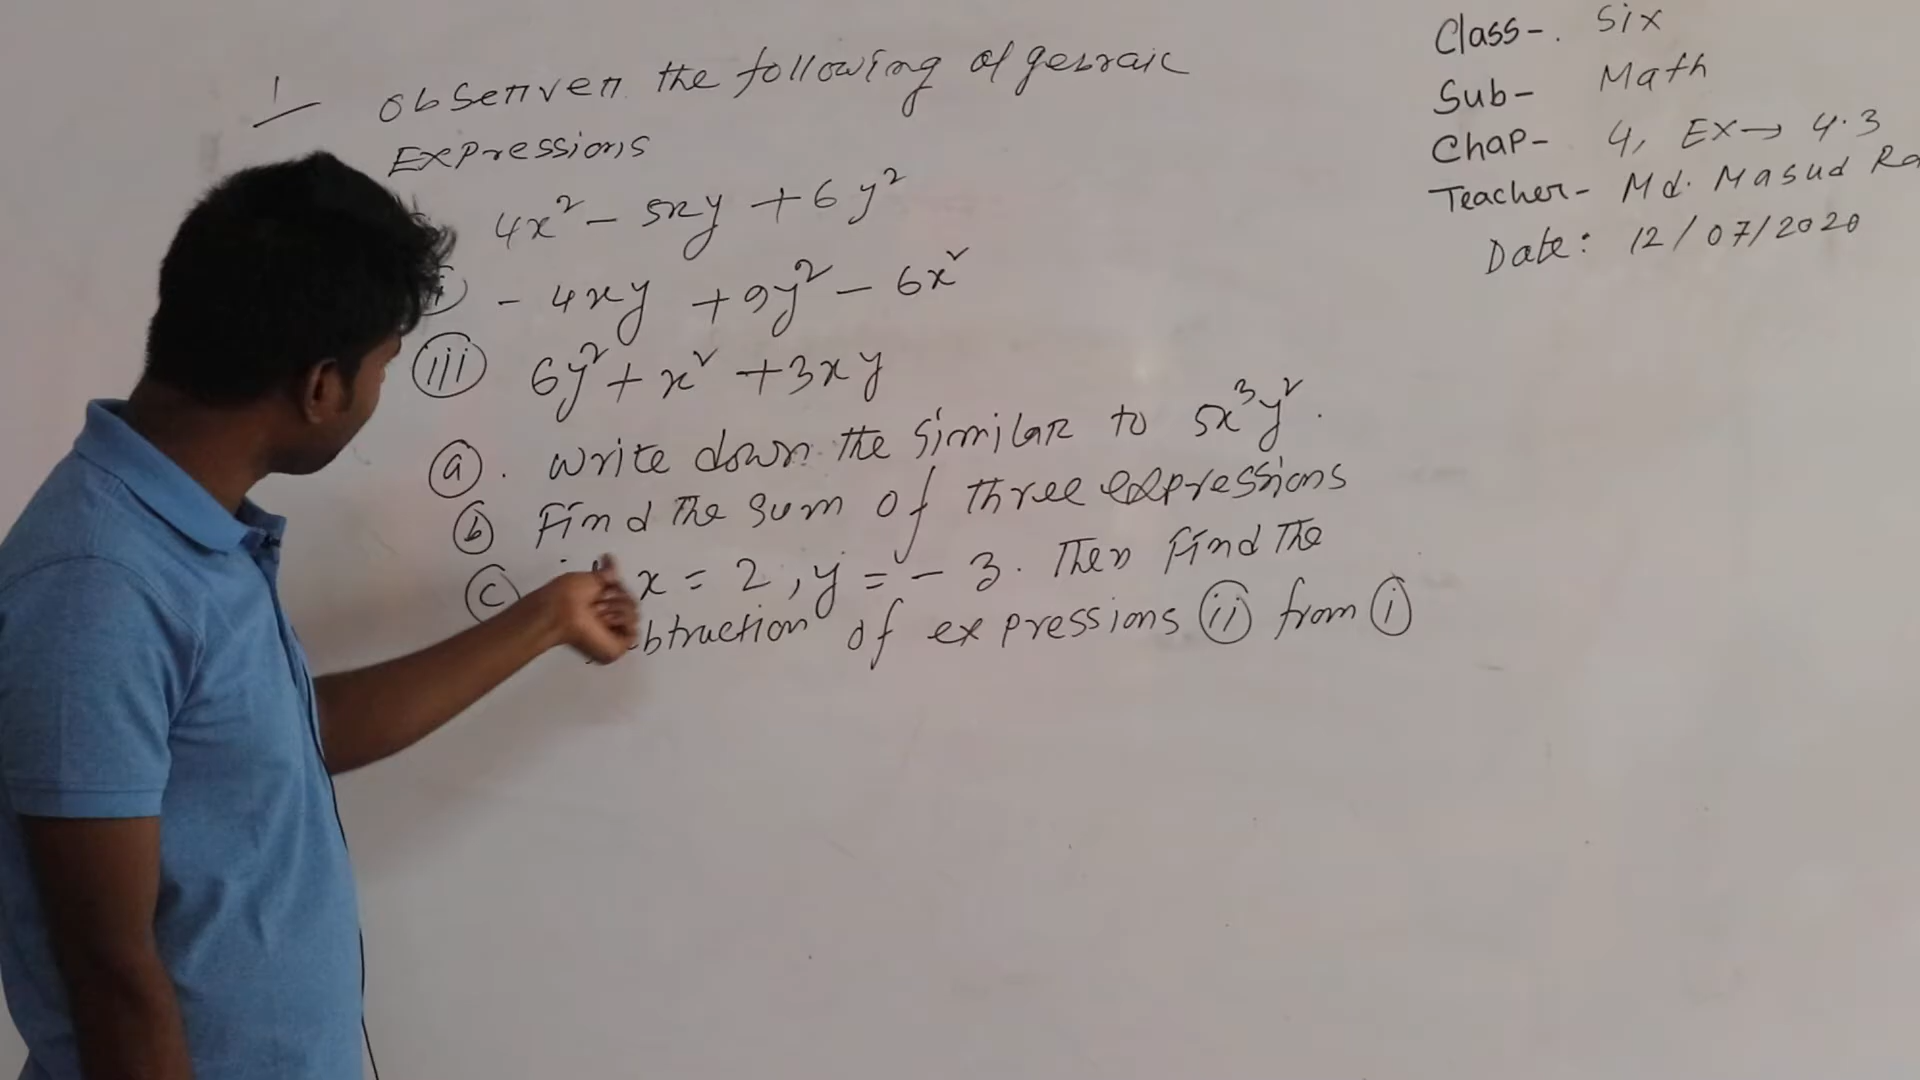 1 Observer the following algebraic
Expressions
4x² - 5xy + 6y²
- 4xy + 9y² - 6x²
(iii) 6y² + x² + 3xy
(a). Write down the similar to 5x³y².
(b) Find the sum of three expressions
(c) x = 2, y = - 3. Then find the
of expressions (ii) from (i)
Class-. Six
Sub- Math
Chap- 4, EX→ 4.3
Teacher- Md. Masud
Date: 12/07/2020